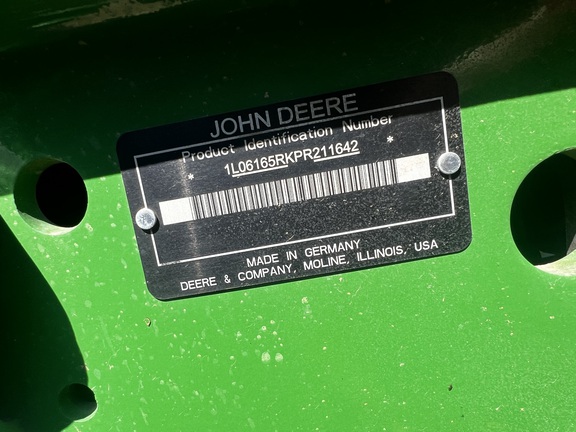 JOHN DEERE
Product Identification Number
* 1L06165RKPR211642 *
MADE IN GERMANY
DEERE & COMPANY, MOLINE, ILLINOIS, USA